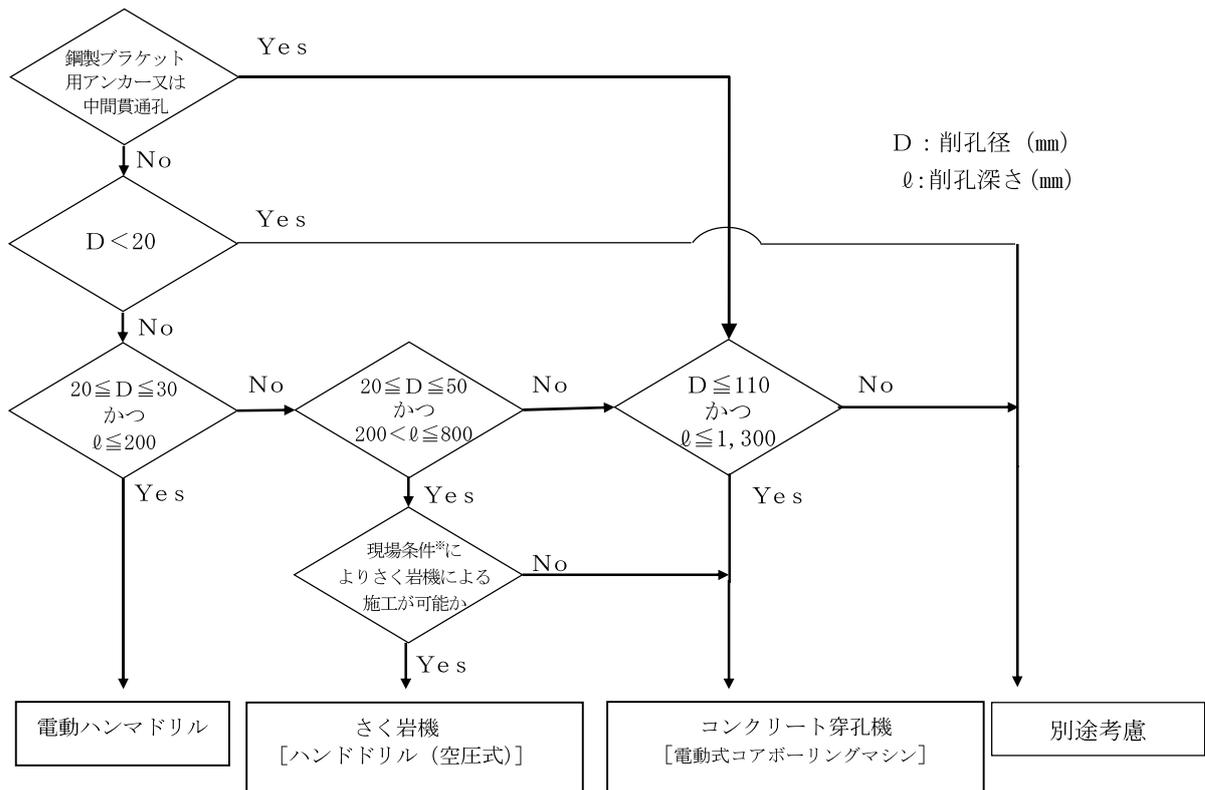 鋼製ブラケット
用アンカー又は
中間貫通孔
Yes
No
D:削孔径 (㎜)
ℓ:削孔深さ(㎜)
D<20
Yes
No
20≦D≦30
かつ
ℓ≦200
No
Yes
20≦D≦50
かつ
200<ℓ≦800
No
Yes
D≦110
かつ
ℓ≦1,300
No
Yes
現場条件※に
よりさく岩機による
施工が可能か
No
Yes
電動ハンマドリル
さく岩機
[ハンドドリル (空圧式)]
コンクリート穿孔機
[電動式コアボーリングマシン]
別途考慮